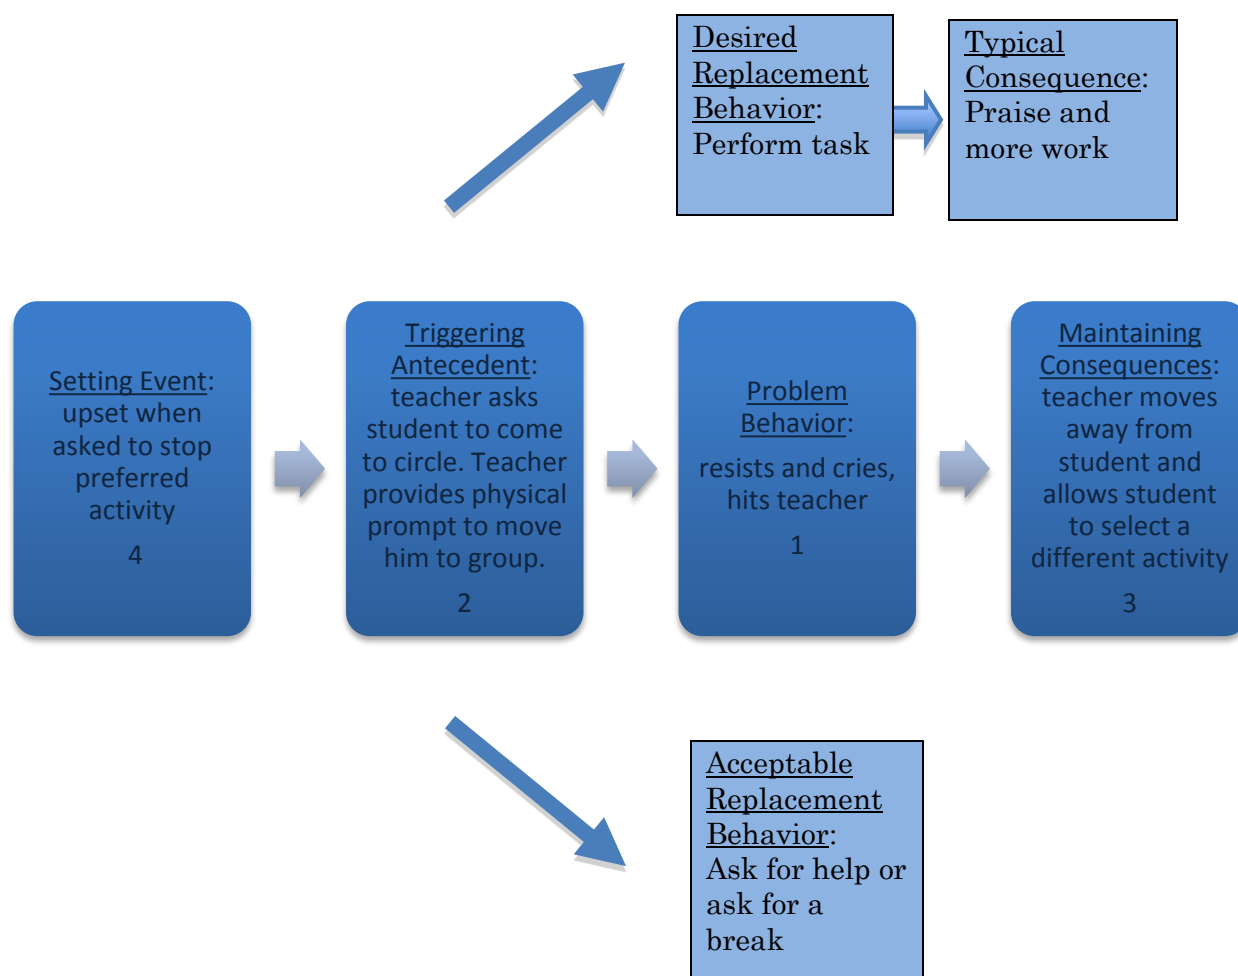 Desired
Replacement
Behavior:
Perform task
Typical
Consequence:
Praise and
more work
Setting Event:
upset when
asked to stop
preferred
activity
4
Triggering
Antecedent:
teacher asks
student to come
to circle. Teacher
provides physical
prompt to move
him to group.
2
Problem
Behavior:
resists and cries,
hits teacher
1
Maintaining
Consequences:
teacher moves
away from
student and
allows student
to select a
different activity
3
Acceptable
Replacement
Behavior:
Ask for help or
ask for a
break